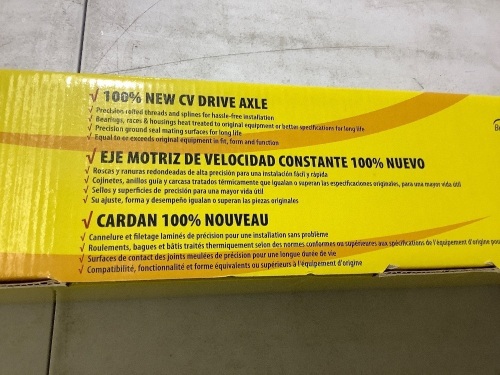 √ 100% NEW CV DRIVE AXLE
√ Precision rolled threads and splines for hassle-free installation
√ Bearings, races & housings heat treated to original equipment or better specifications for long life
√ Precision ground seal mating surfaces for long life
√ Equal to or exceeds original equipment in fit, form and function
√ EJE MOTRIZ DE VELOCIDAD CONSTANTE 100% NUEVO
√ Roscas y ranuras redondeadas de alta precisión para una instalación fácil y rápida
√ Cojinetes, anillos guía y carcasa tratados térmicamente que igualan o superan las especificaciones originales, para una mayor vida útil
√ Sellos y superficies de precisión para una mayor vida útil
√ Su ajuste, forma y desempeño igualan o superan las piezas originales
√ CARDAN 100% NOUVEAU
√ Cannelure et filetage laminés de précision pour une installation sans problème
√ Roulements, bagues et bâtis traités thermiquement selon des normes conformes ou supérieures aux spécifications de l'équipement d'origine pou
√ Surfaces de contact des joints meulées de précision pour une longue durée de vie
√ Compatibilité, fonctionnalité et forme équivalents ou supérieurs à l'équipement d'origine